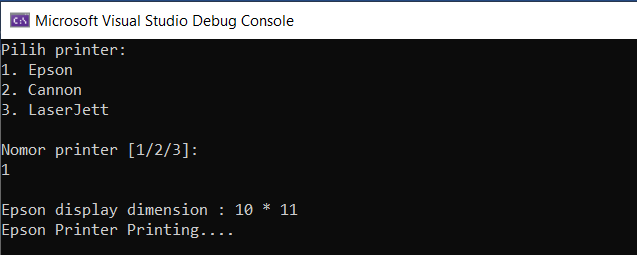 Microsoft Visual Studio Debug Console
Pilih printer:
1. Epson
2. Cannon
3. LaserJett
Nomor printer [1/2/3]:
1
Epson display dimension : 10 * 11
Epson Printer Printing....